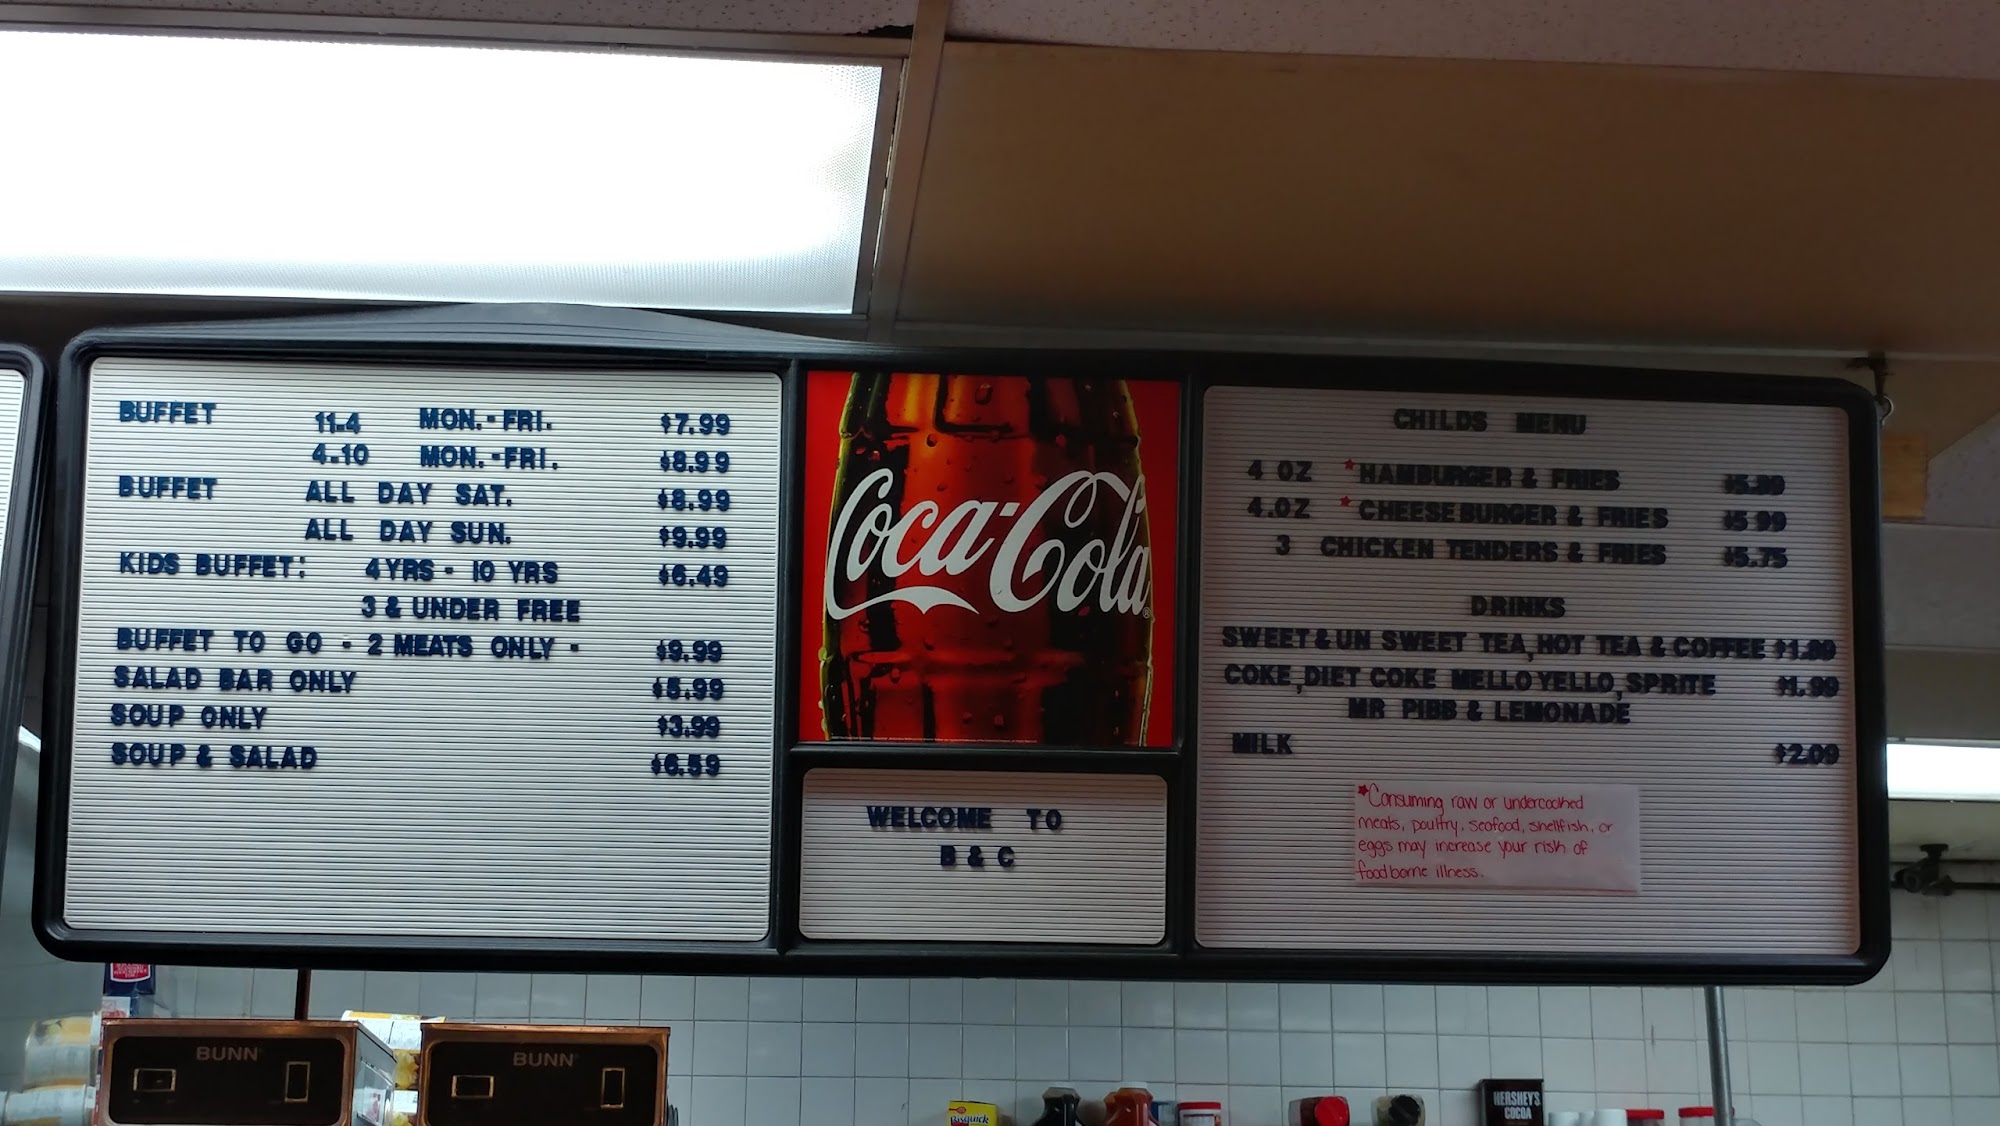 BUFFET 11-4 MON.-FRI. $7.99
4.10 MON.-FRI. $8.99
BUFFET ALL DAY SAT. $8.99
ALL DAY SUN. $9.99
KIDS BUFFET: 4YRS - 10 YRS $6.49
3 & UNDER FREE
BUFFET TO GO - 2 MEATS ONLY - $9.99
SALAD BAR ONLY $5.99
SOUP ONLY $3.99
SOUP & SALAD $6.59
Coca-Cola
WELCOME TO
B & C
CHILDS MENU
4 OZ *HAMBURGER & FRIES
4.OZ *CHEESEBURGER & FRIES $5 99
3 CHICKEN TENDERS & FRIES $5.75
DRINKS
SWEET & UN SWEET TEA, HOT TEA & COFFEE
COKE, DIET COKE MELLO YELLO, SPRITE $1.99
MR PIBB & LEMONADE
MILK $2.09
*Consuming raw or undercooked
meats, poultry, seafood, shellfish, or
eggs may increase your risk of
foodborne illness.
BUNN
BUNN
Bisquick
HERSHEY'S
COCOA